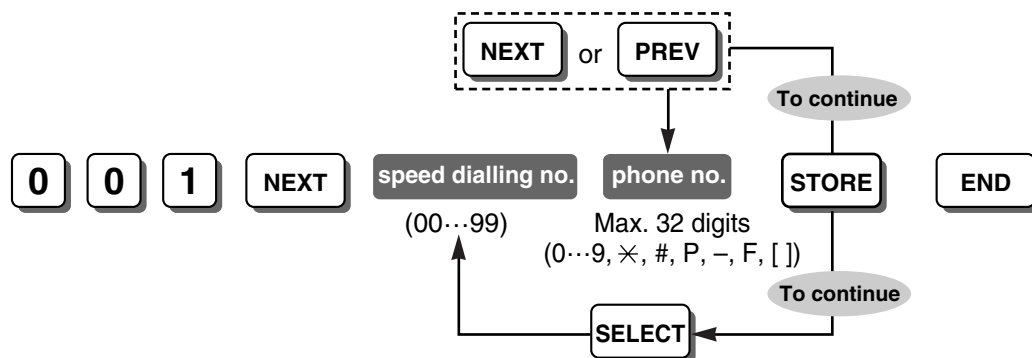 NEXT or PREV
To continue
0 0 1 NEXT speed dialling no. phone no. STORE END
(00···99) Max. 32 digits
(0···9, ✳, #, P, –, F, [ ])
To continue
SELECT